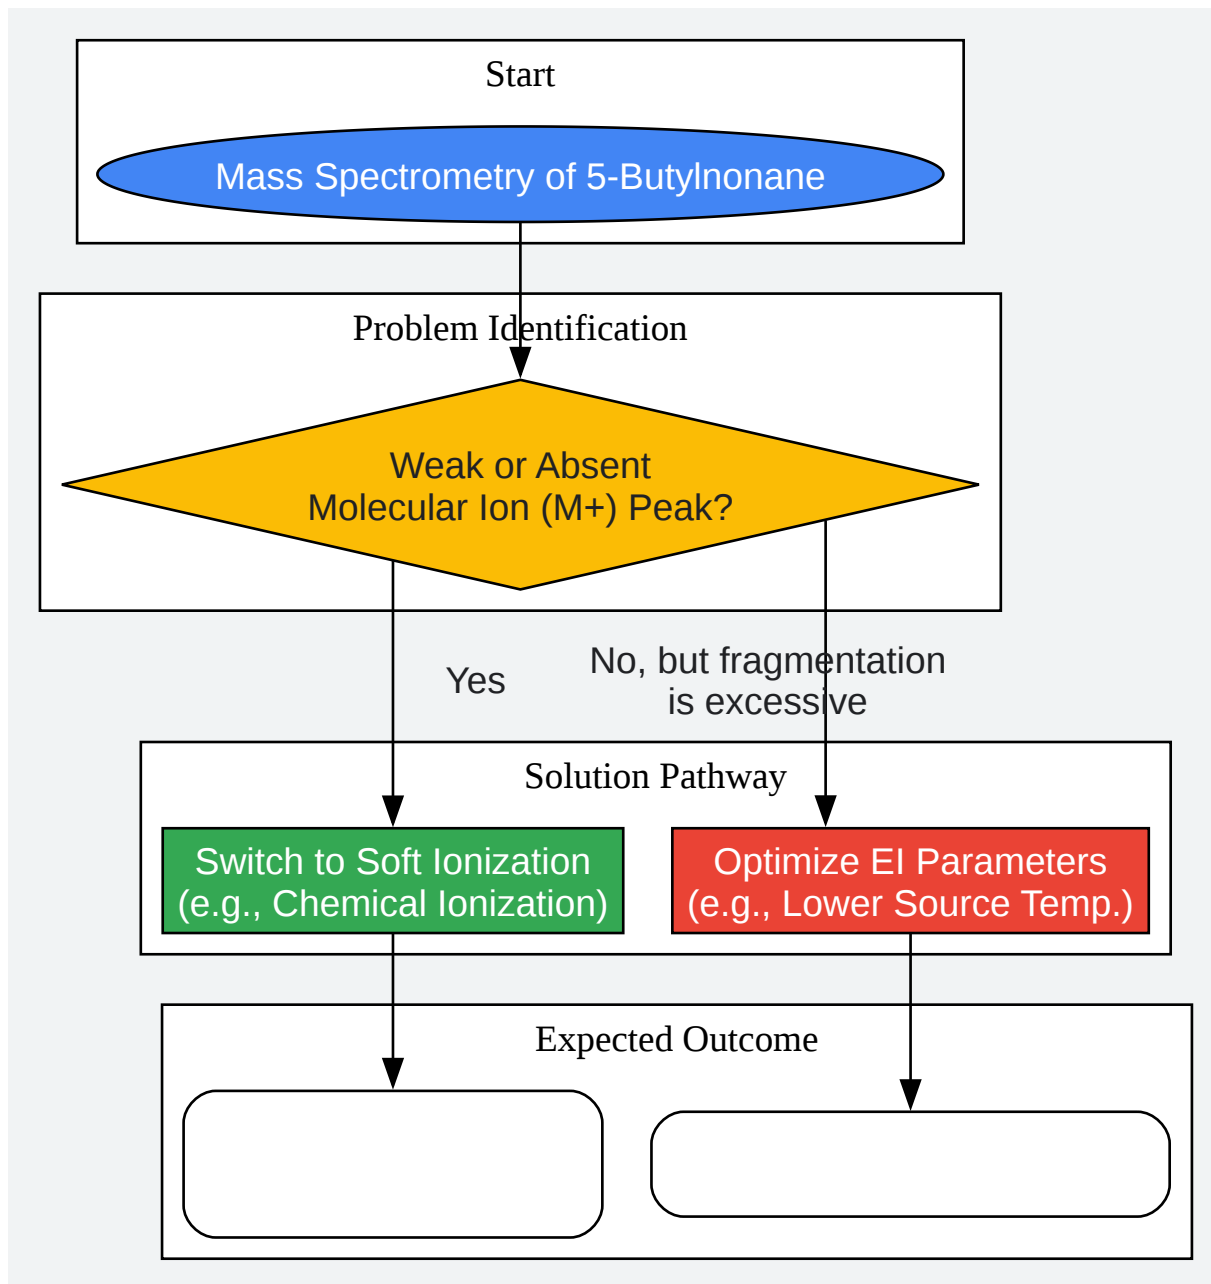 Start
Mass Spectrometry of 5-Butylnonane
Problem Identification
Weak or Absent
Molecular Ion (M+) Peak?
Yes
No, but fragmentation
is excessive
Solution Pathway
Switch to Soft Ionization
(e.g., Chemical Ionization)
Optimize EI Parameters
(e.g., Lower Source Temp.)
Expected Outcome